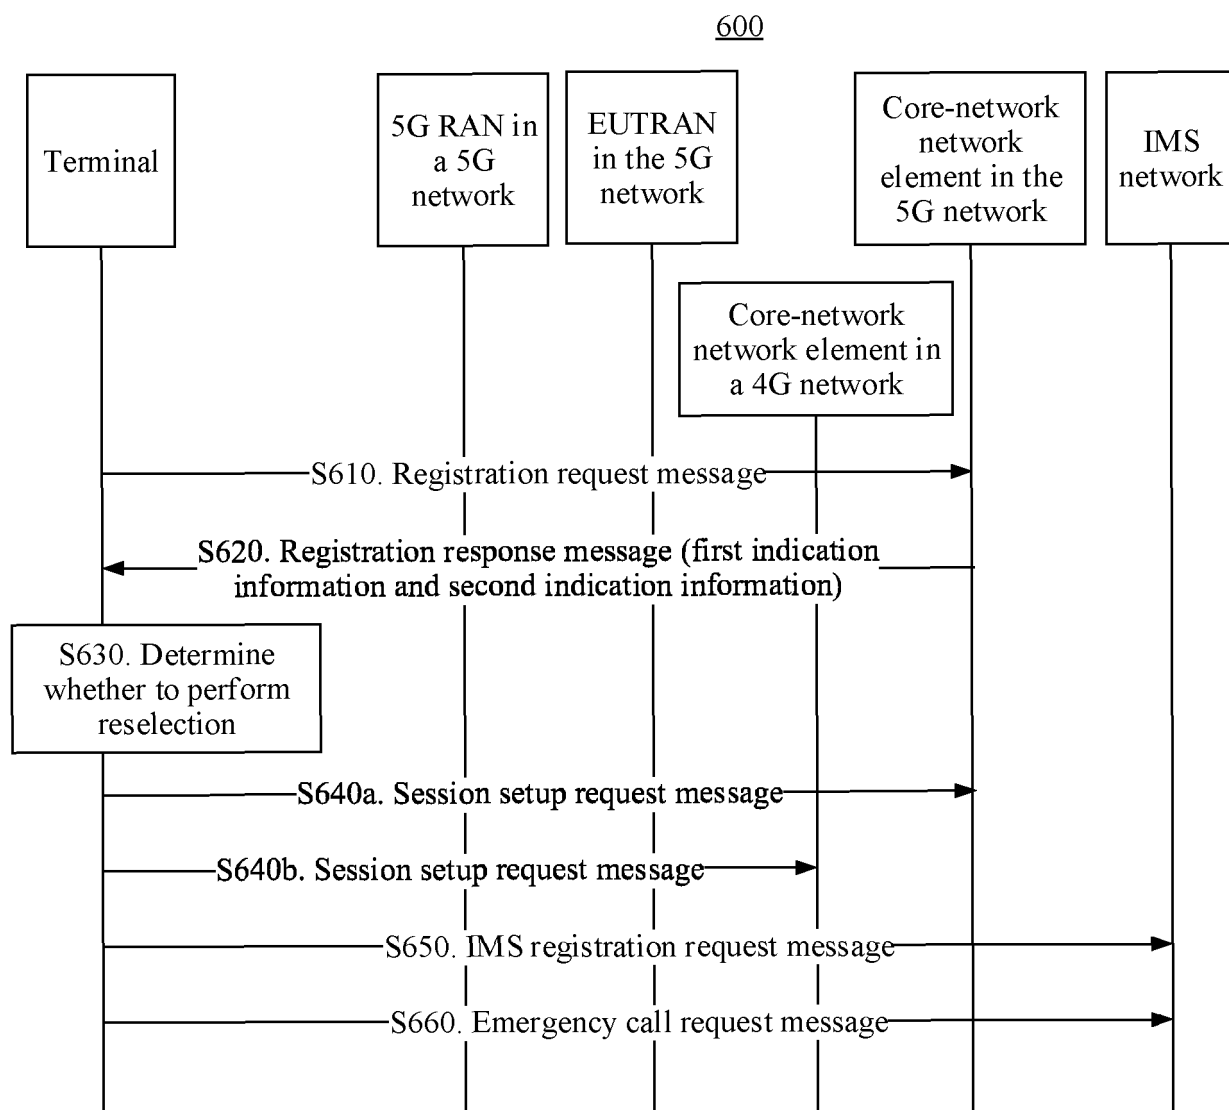 600
Terminal
5G RAN in
a 5G
network
EUTRAN
in the 5G
network
Core-network
network
element in the
5G network
IMS
network
Core-network
network element in
a 4G network
S610. Registration request message
S620. Registration response message (first indication
information and second indication information)
S630. Determine
whether to perform
reselection
S640a. Session setup request message
S640b. Session setup request message
S650. IMS registration request message
S660. Emergency call request message